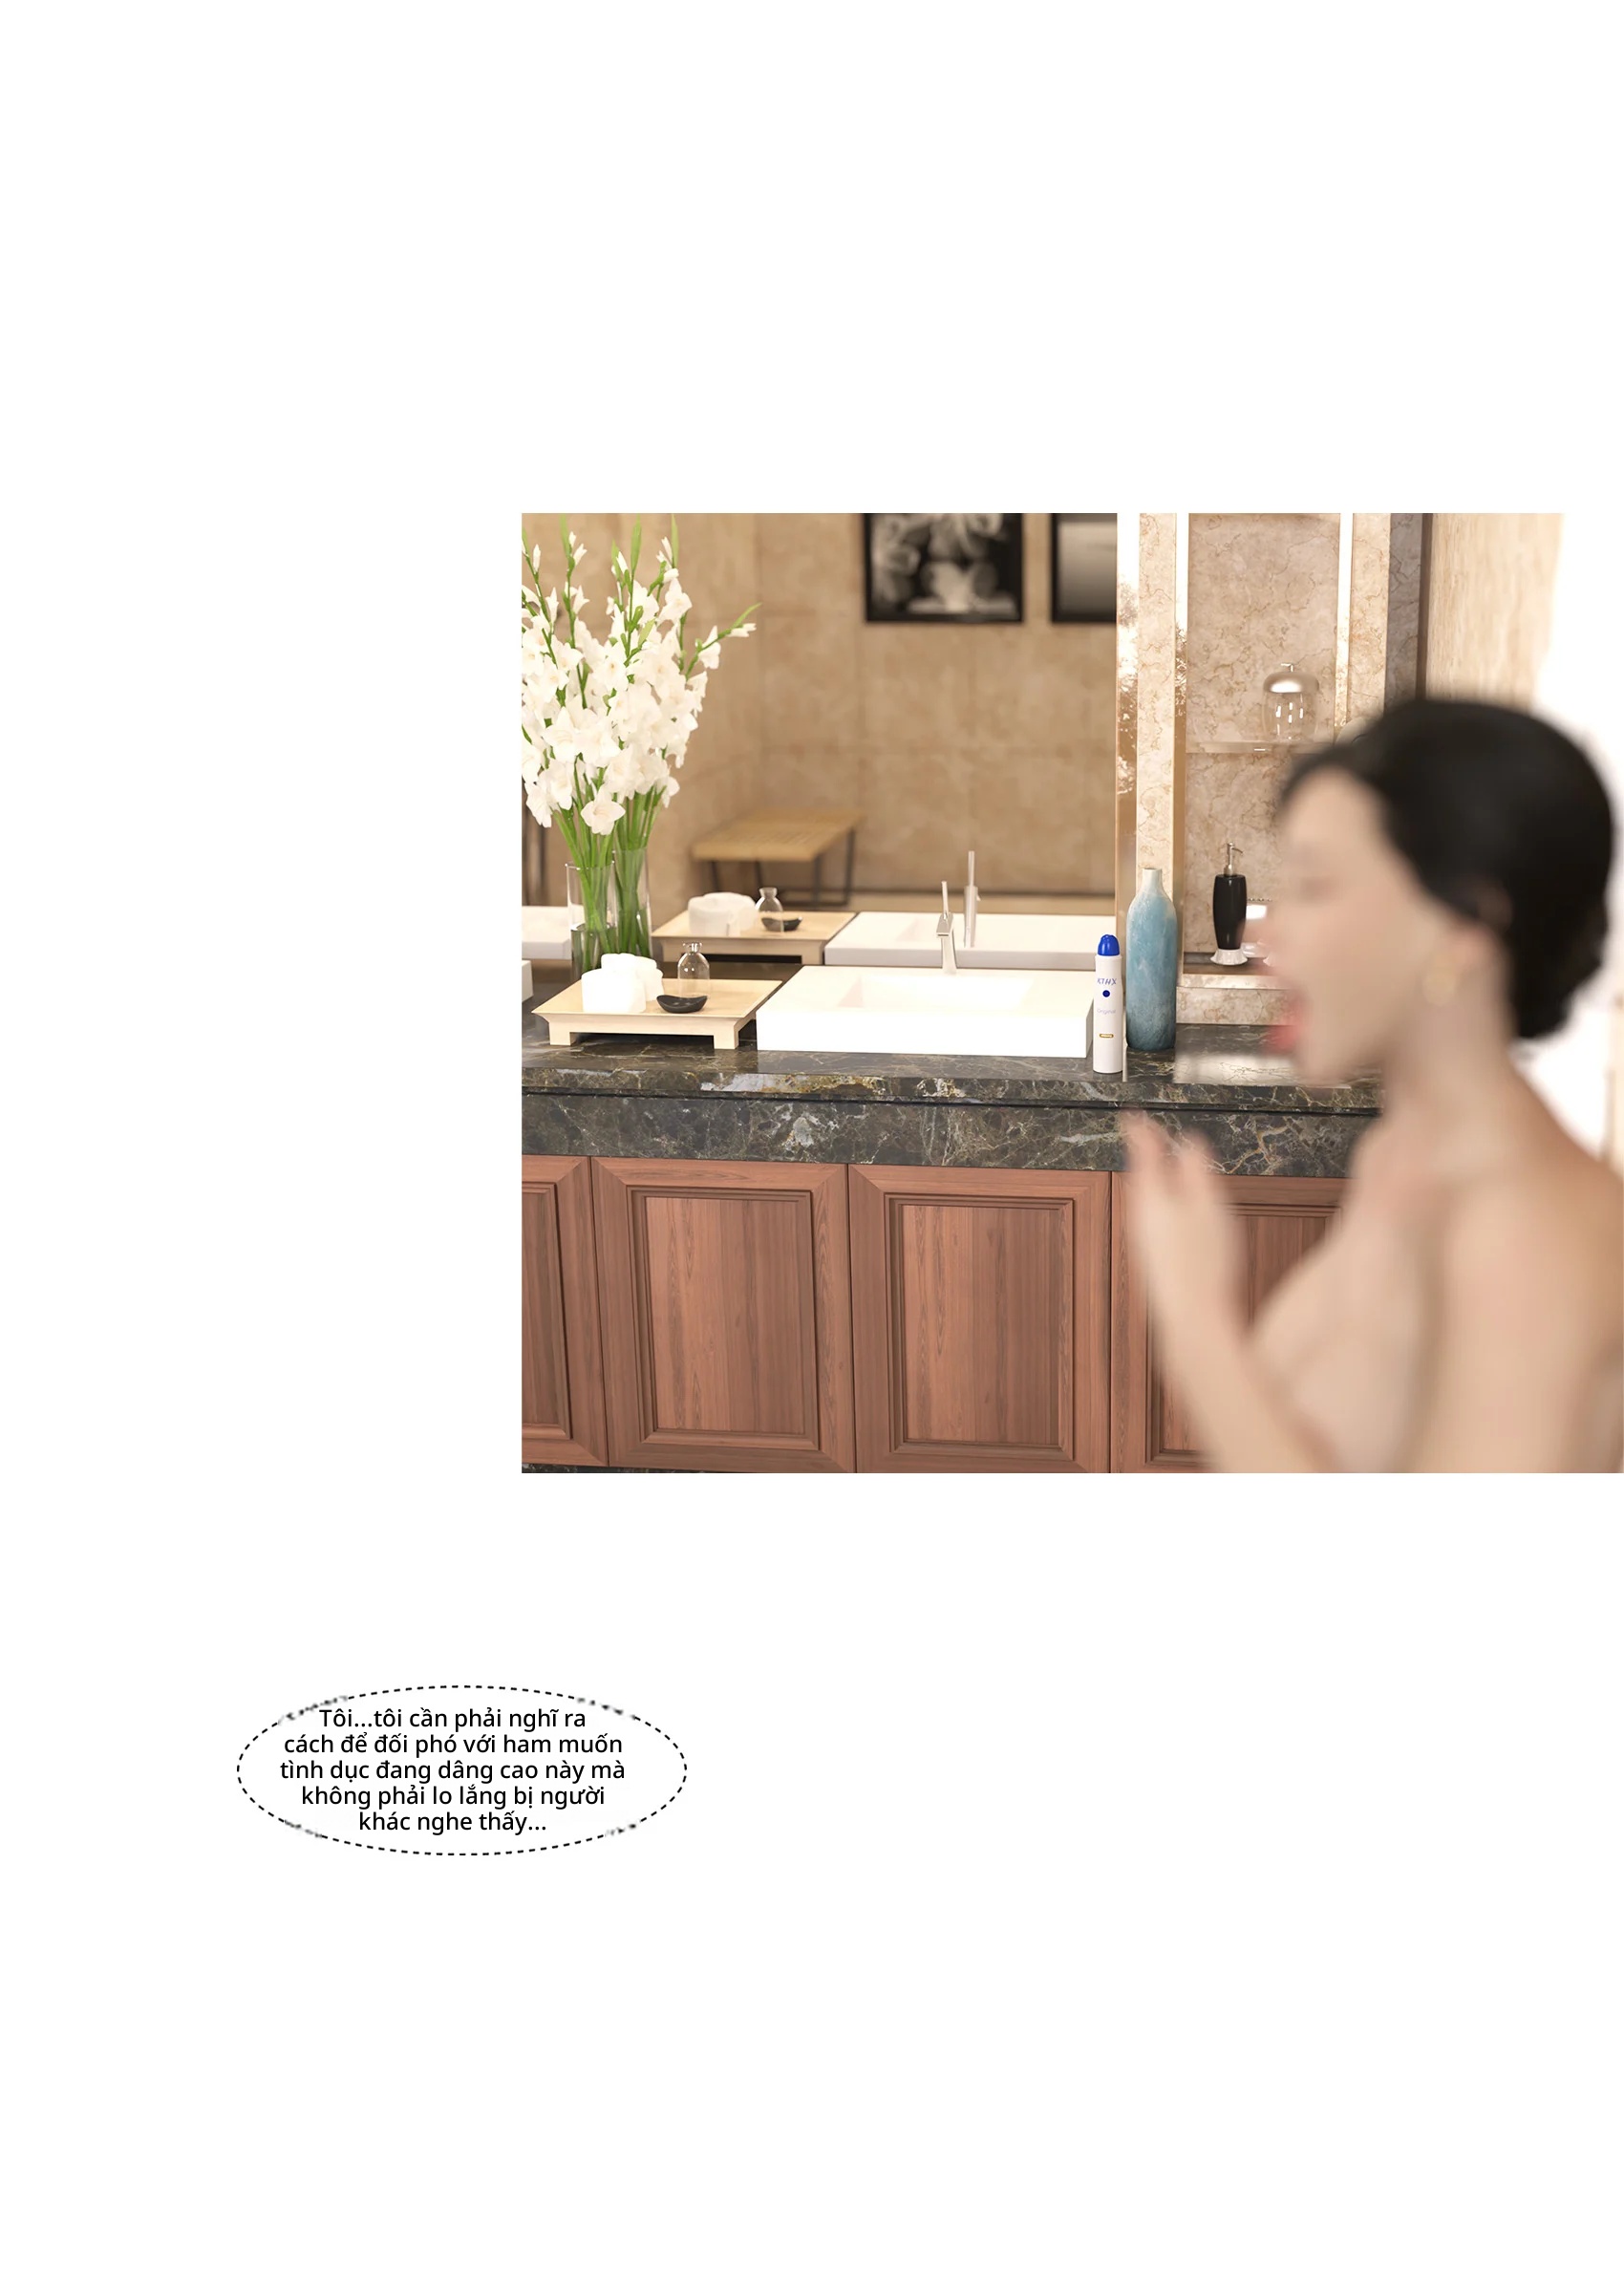 Tôi...tôi cần phải nghĩ ra
cách để đối phó với ham muốn
tình dục đang dâng cao này mà
không phải lo lắng bị người
khác nghe thấy...